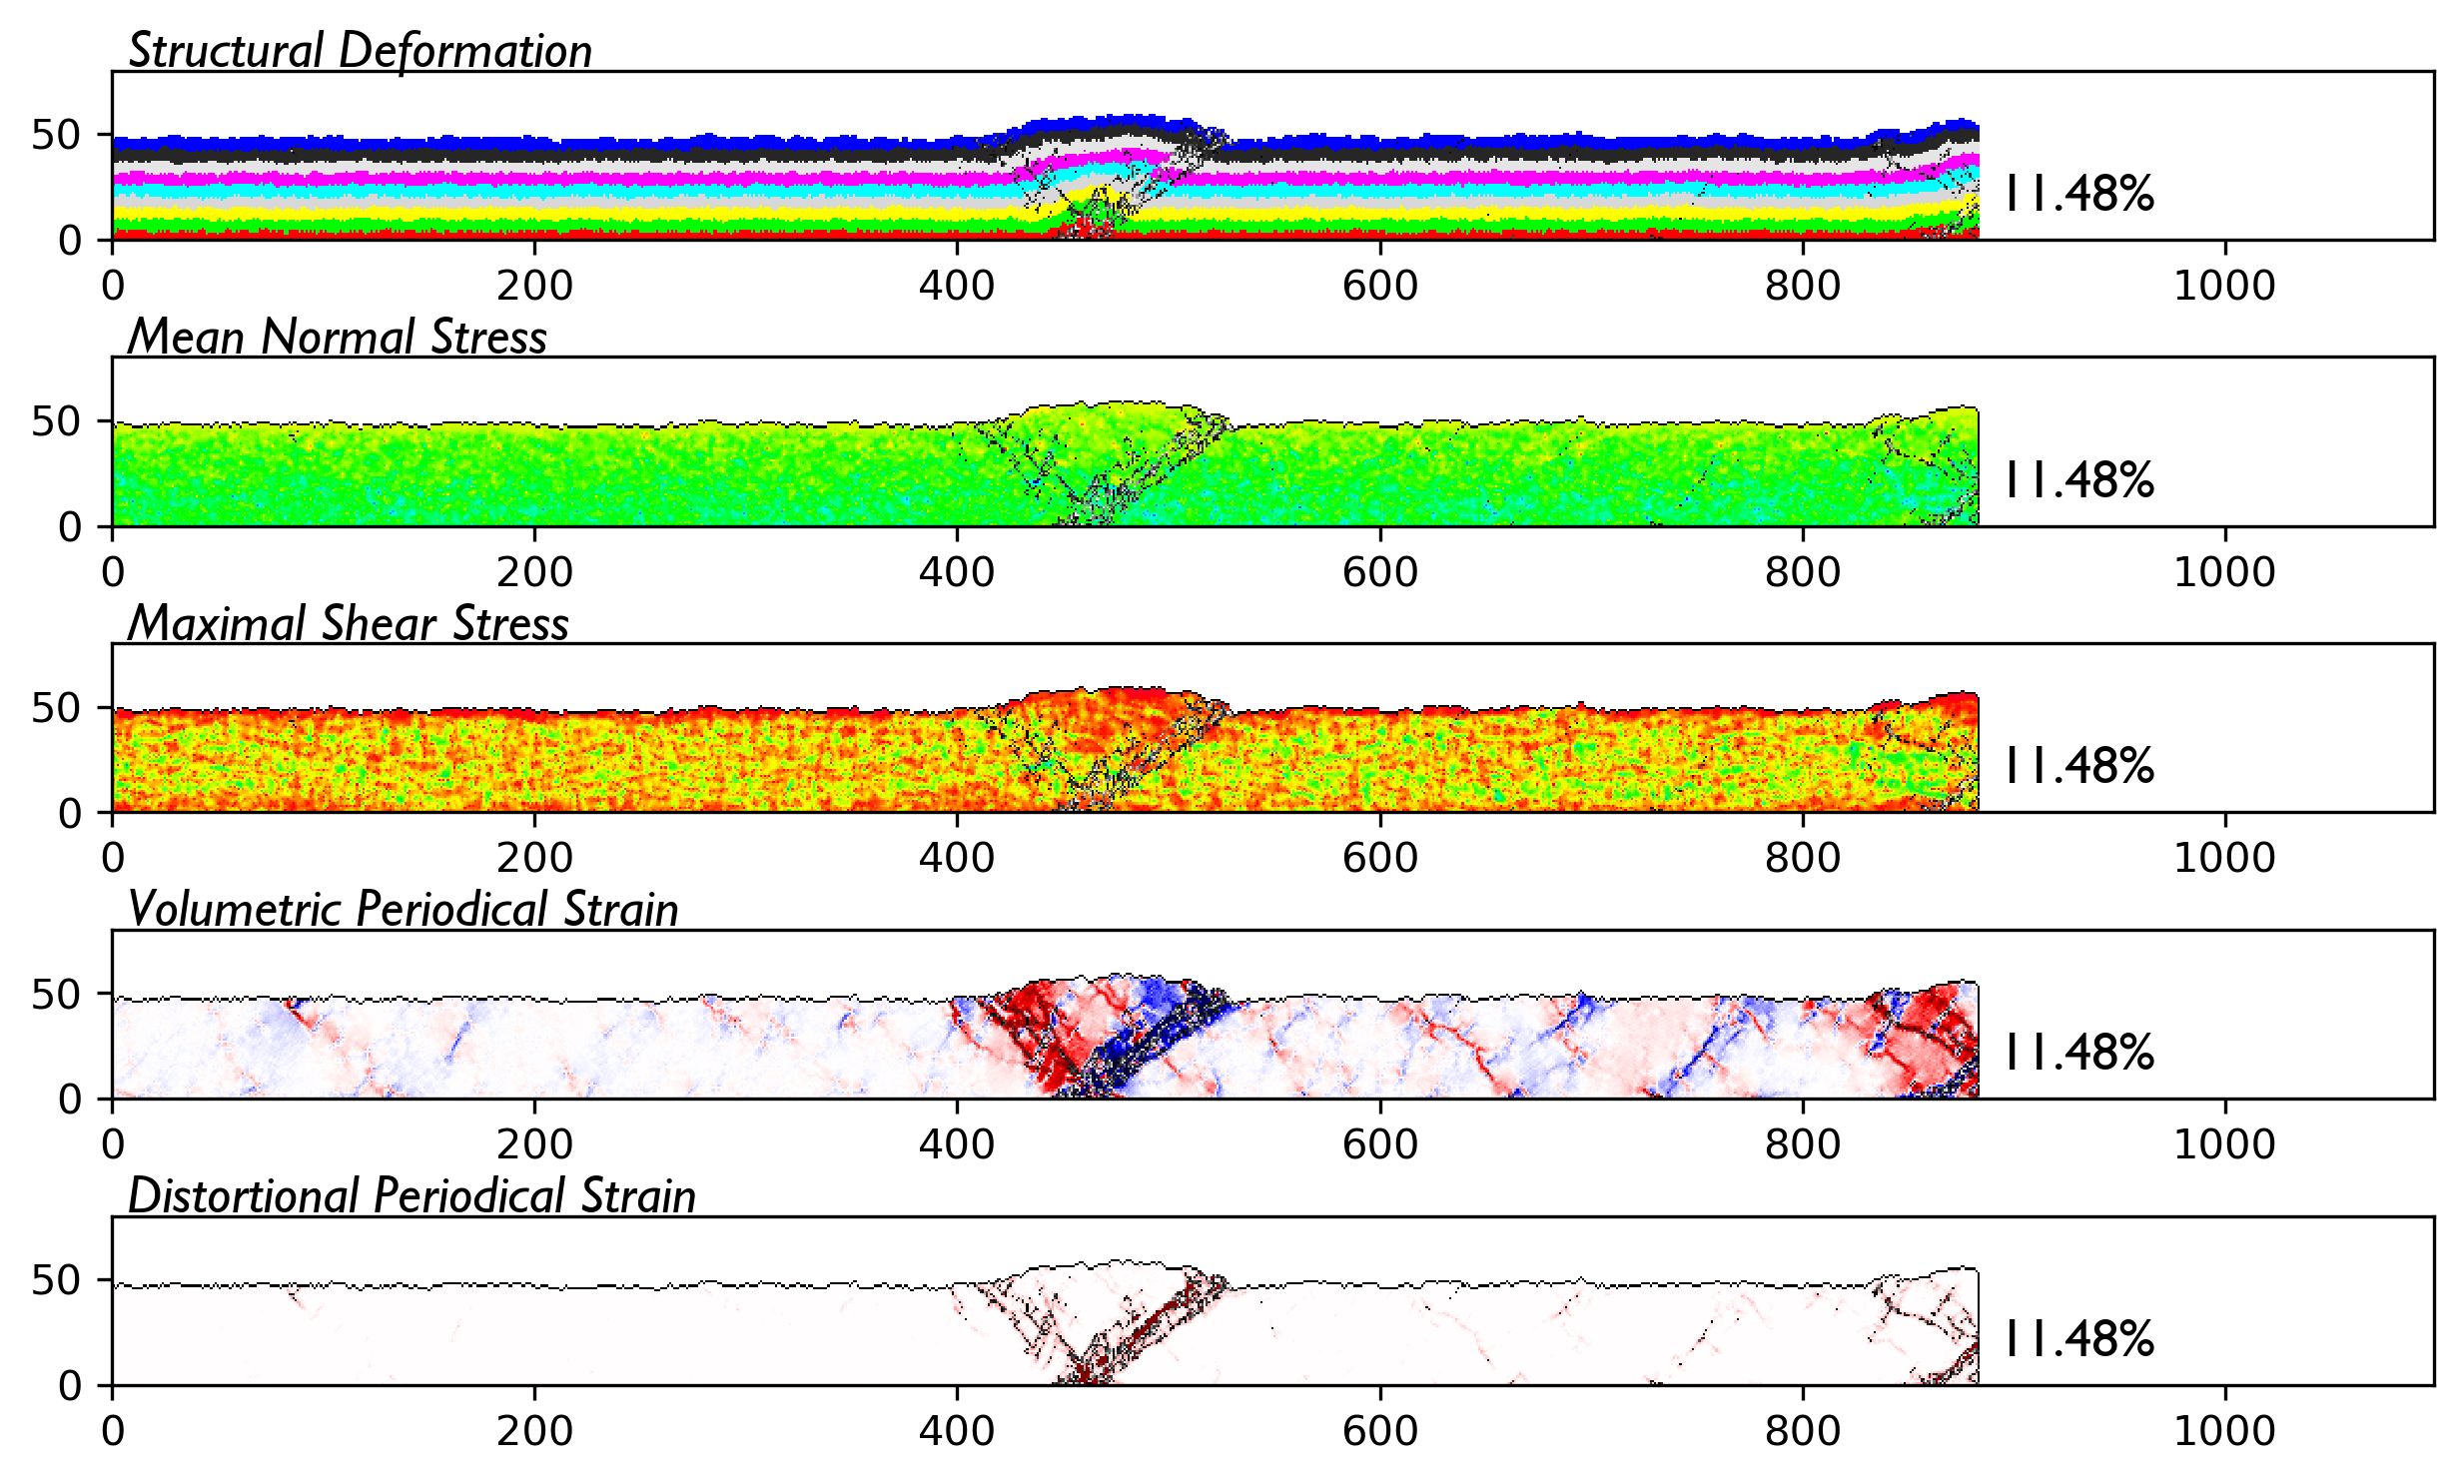 Structural Deformation
50
0
11.48%
0 200 400 600 800 1000
Mean Normal Stress
50
0
11.48%
0 200 400 600 800 1000
Maximal Shear Stress
50
0
11.48%
0 200 400 600 800 1000
Volumetric Periodical Strain
50
0
11.48%
0 200 400 600 800 1000
Distortional Periodical Strain
50
0
11.48%
0 200 400 600 800 1000